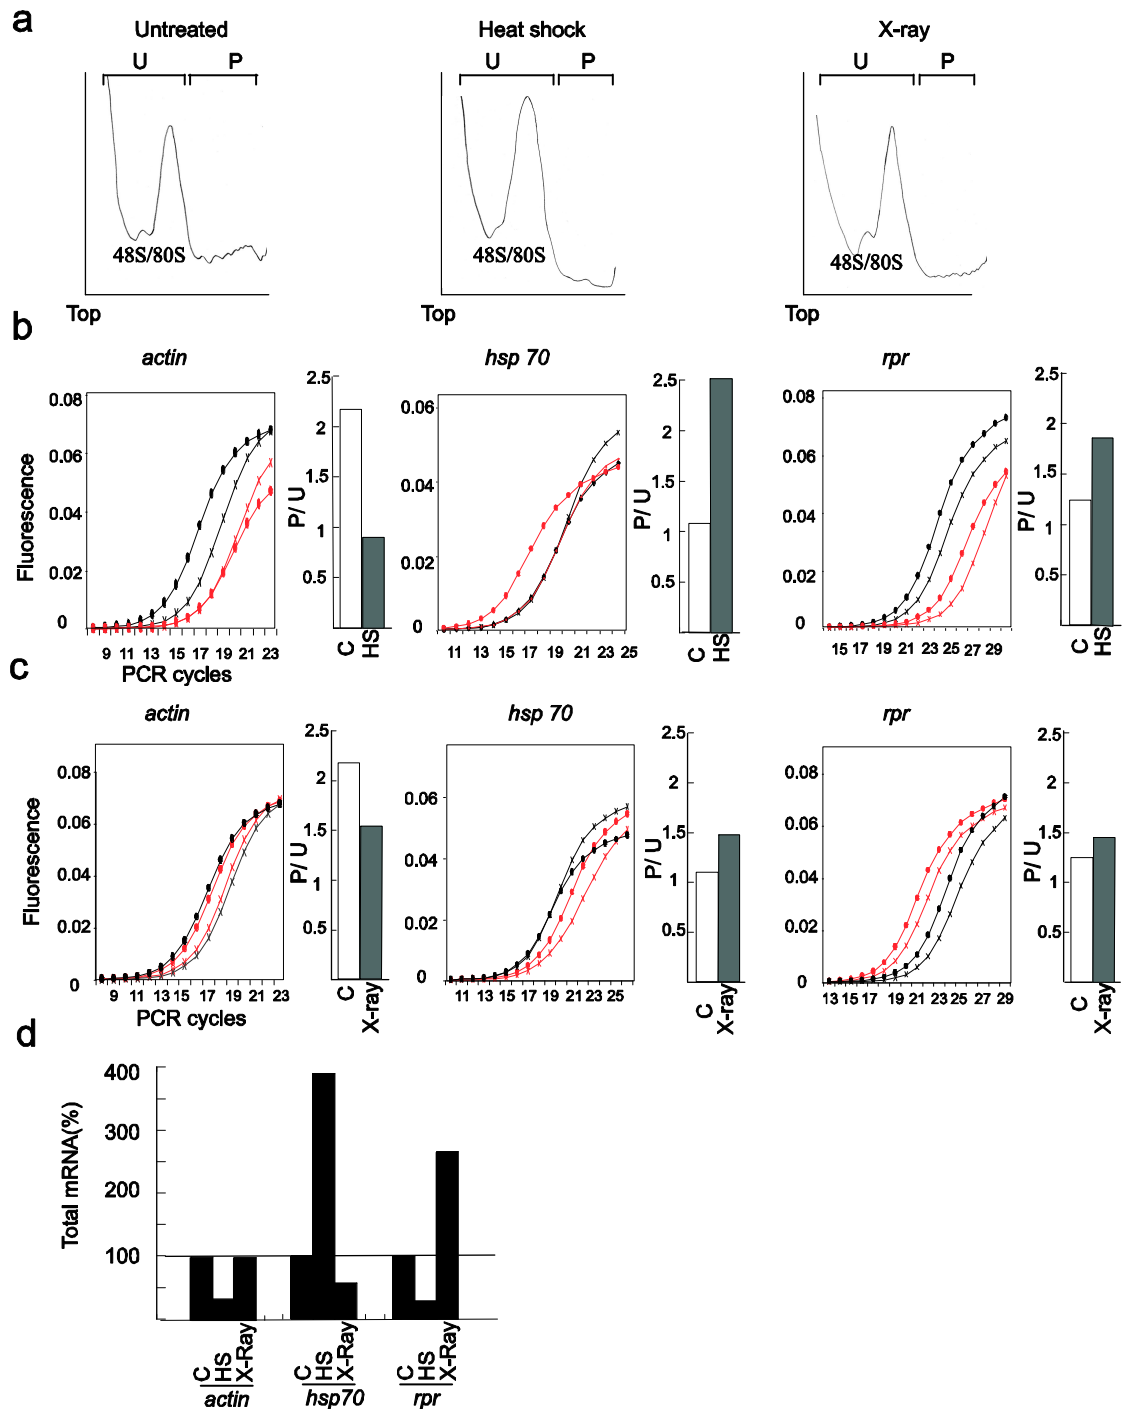 a
Untreated Heat shock X-ray
U P U P U P
48S/80S 48S/80S 48S/80S
Top Top Top
b
actin hsp 70 rpr
0.08 2.5 0.06 2.5 0.08 2.5
0.06 2 0.04 2 0.06 2
0.04 1.5 0.02 1.5 0.04 1.5
0.02 1 0 1 0.02 1
0 0.5 0.5 0 0.5
Fluorescence P/ U P/ U P/ U
9 11 13 15 17 19 21 23 C HS 11 13 15 17 19 21 23 25 C HS 15 17 19 21 23 25 27 29 C HS
PCR cycles
c
actin hsp 70 rpr
0.08 2.5 0.06 2.5 0.08 2.5
0.06 2 0.04 2 0.06 2
0.04 1.5 0.02 1.5 0.04 1.5
0.02 1 0 1 0.02 1
0 0.5 0.5 0 0.5
Fluorescence P/ U P/ U P/ U
9 11 13 15 17 19 21 23 C X-ray 11 13 15 17 19 21 23 25 C X-ray 13 15 17 19 21 23 25 27 29 C X-ray
PCR cycles
d
400
300
200
100
Total mRNA(%)
C HS X-Ray C HS X-Ray C HS X-Ray
actin hsp70 rpr